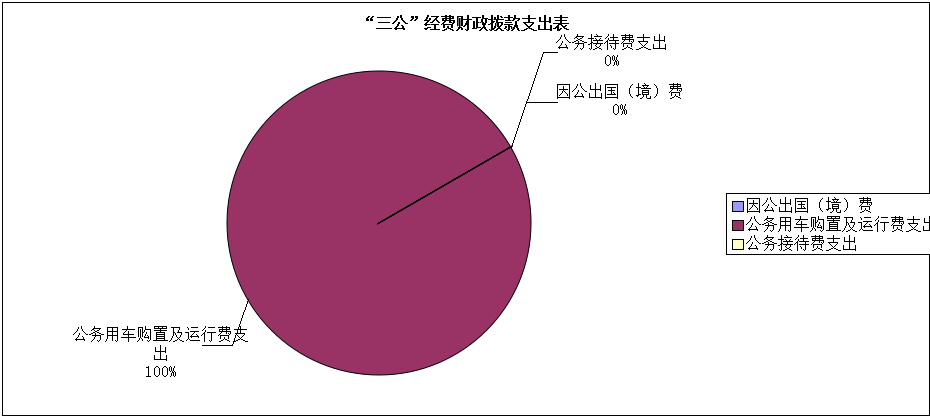 “三公”经费财政拨款支出表
公务接待费支出
0%
因公出国（境）费
0%
因公出国（境）费
公务用车购置及运行费支出
公务接待费支出
公务用车购置及运行费支
出
100%